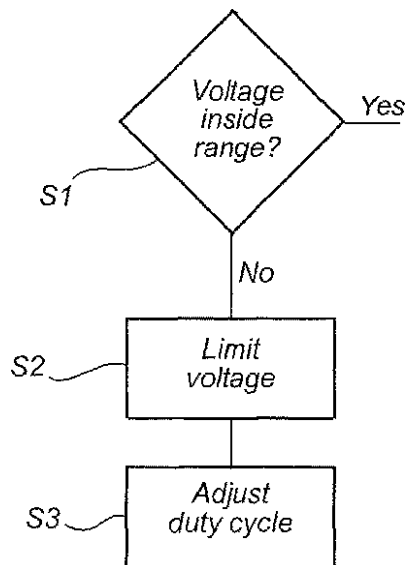 Voltage
inside
range?
Yes
S1
No
S2
Limit
voltage
S3
Adjust
duty cycle